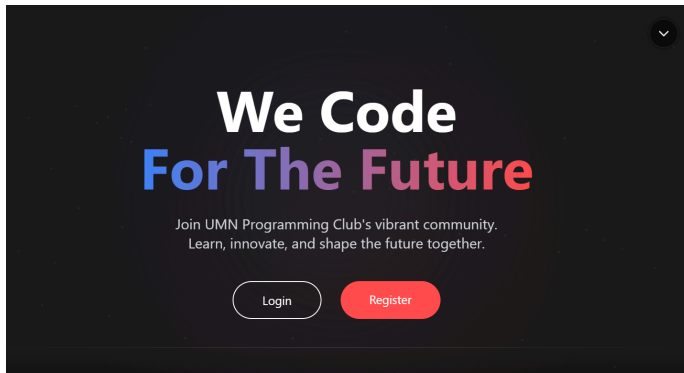 We Code
For The Future
Join UMN Programming Club's vibrant community.
Learn, innovate, and shape the future together.
Login
Register